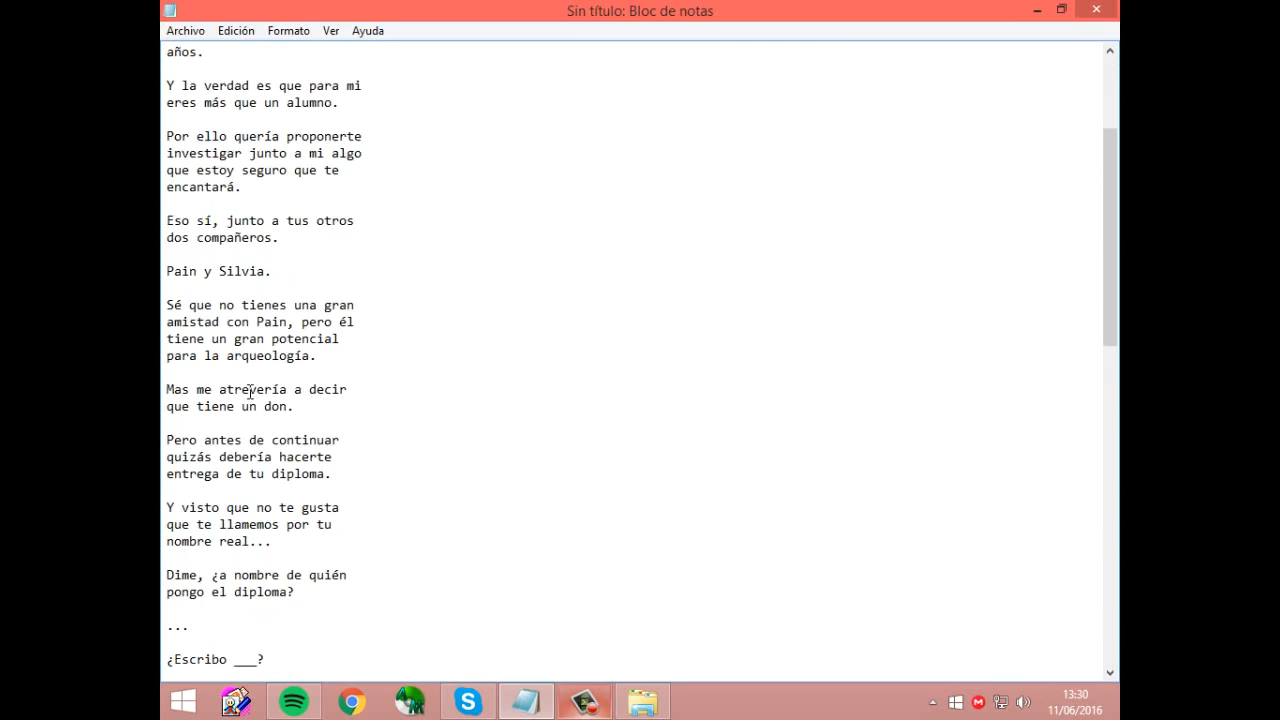 Sin título: Bloc de notas
Archivo Edición Formato Ver Ayuda
años.
Y la verdad es que para mi
eres más que un alumno.
Por ello quería proponerte
investigar junto a mi algo
que estoy seguro que te
encantará.
Eso sí, junto a tus otros
dos compañeros.
Pain y Silvia.
Sé que no tienes una gran
amistad con Pain, pero él
tiene un gran potencial
para la arqueología.
Mas me atrevería a decir
que tiene un don.
Pero antes de continuar
quizás debería hacerte
entrega de tu diploma.
Y visto que no te gusta
que te llamemos por tu
nombre real...
Dime, ¿a nombre de quién
pongo el diploma?
...
¿Escribo ___?
13:30
11/06/2016